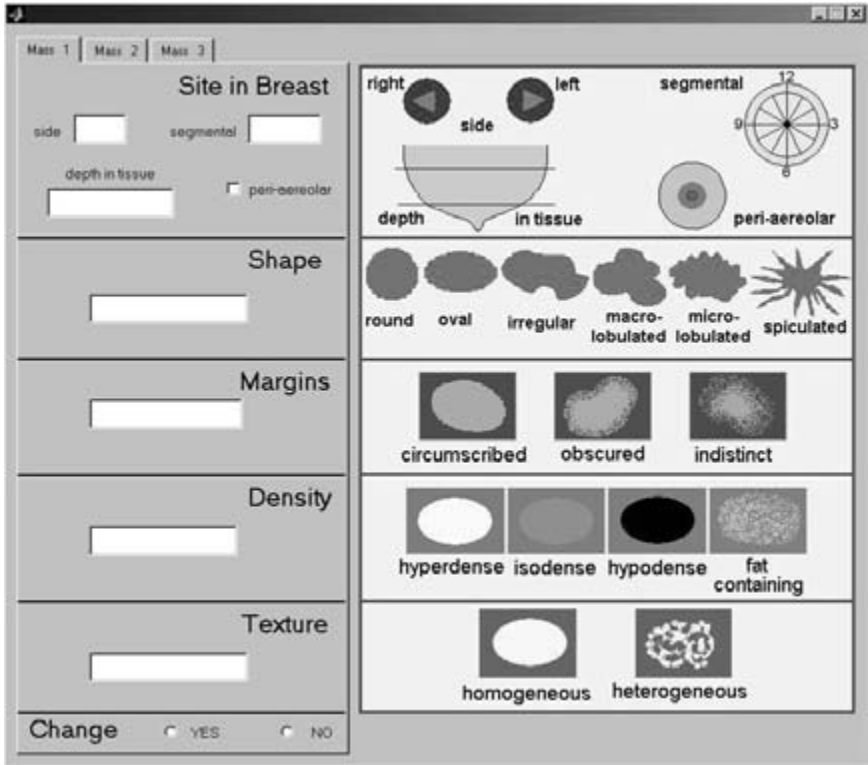 Mass 1 Mass 2 Mass 3
Site in Breast
side segmental
depth in tissue
peri-aereolar
Shape
Margins
Density
Texture
Change YES NO
right left segmental 12
side 9 3
6
depth in tissue peri-aereolar
round oval irregular macro- micro- spiculated
lobulated lobulated
circumscribed obscured indistinct
hyperdense isodense hypodense fat
containing
homogeneous heterogeneous